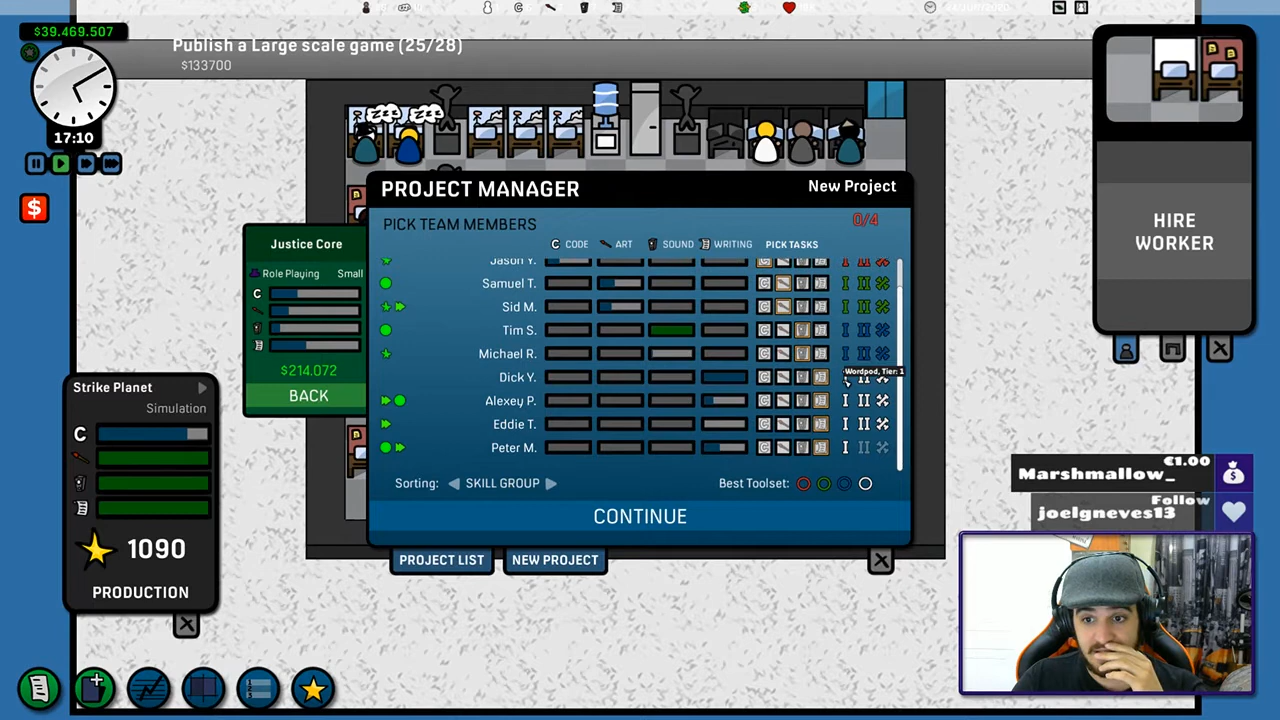 $39.469.507
Publish a Large scale game (25/28)
$133700
17:10
$
PROJECT MANAGER
New Project
PICK TEAM MEMBERS
0/4
C CODE
ART
SOUND
WRITING
PICK TASKS
Jason Y.
Samuel T.
Sid M.
Tim S.
Michael R.
Dick Y.
Wordpod, Tier: 1
Alexey P.
Eddie T.
Peter M.
Sorting:
SKILL GROUP
Best Toolset:
CONTINUE
PROJECT LIST
NEW PROJECT
Justice Core
Role Playing
Small
C
$214.072
BACK
Strike Planet
Simulation
C
1090
PRODUCTION
HIRE
WORKER
€1.00
Marshmallow_
Follow
joelgneves13